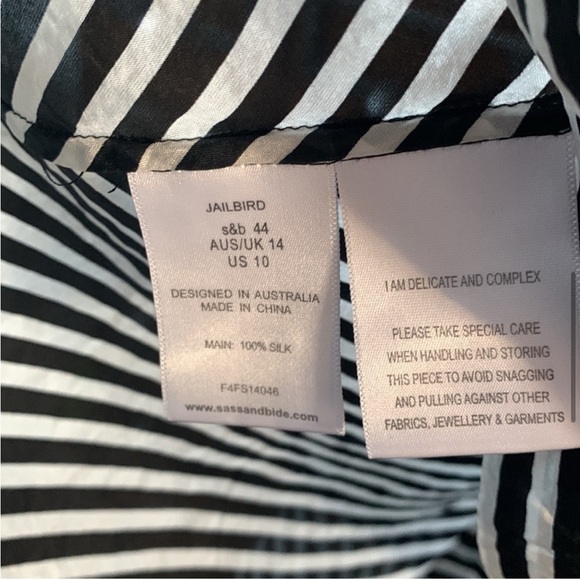 JAILBIRD
s&b 44
AUS/UK 14
US 10
DESIGNED IN AUSTRALIA
MADE IN CHINA
MAIN: 100% SILK
F4FS14046
www.sassandbide.com
I AM DELICATE AND COMPLEX
PLEASE TAKE SPECIAL CARE
WHEN HANDLING AND STORING
THIS PIECE TO AVOID SNAGGING
AND PULLING AGAINST OTHER
FABRICS, JEWELLERY & GARMENTS